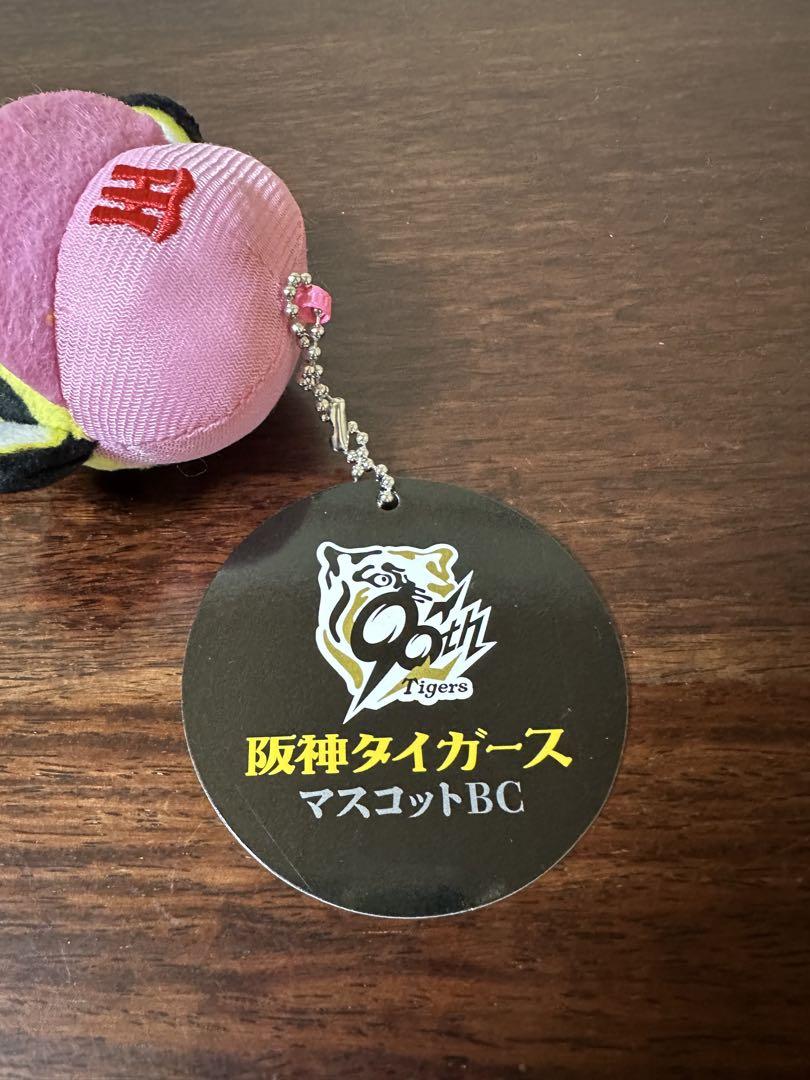 90th
Tigers
阪神タイガース
マスコットBC